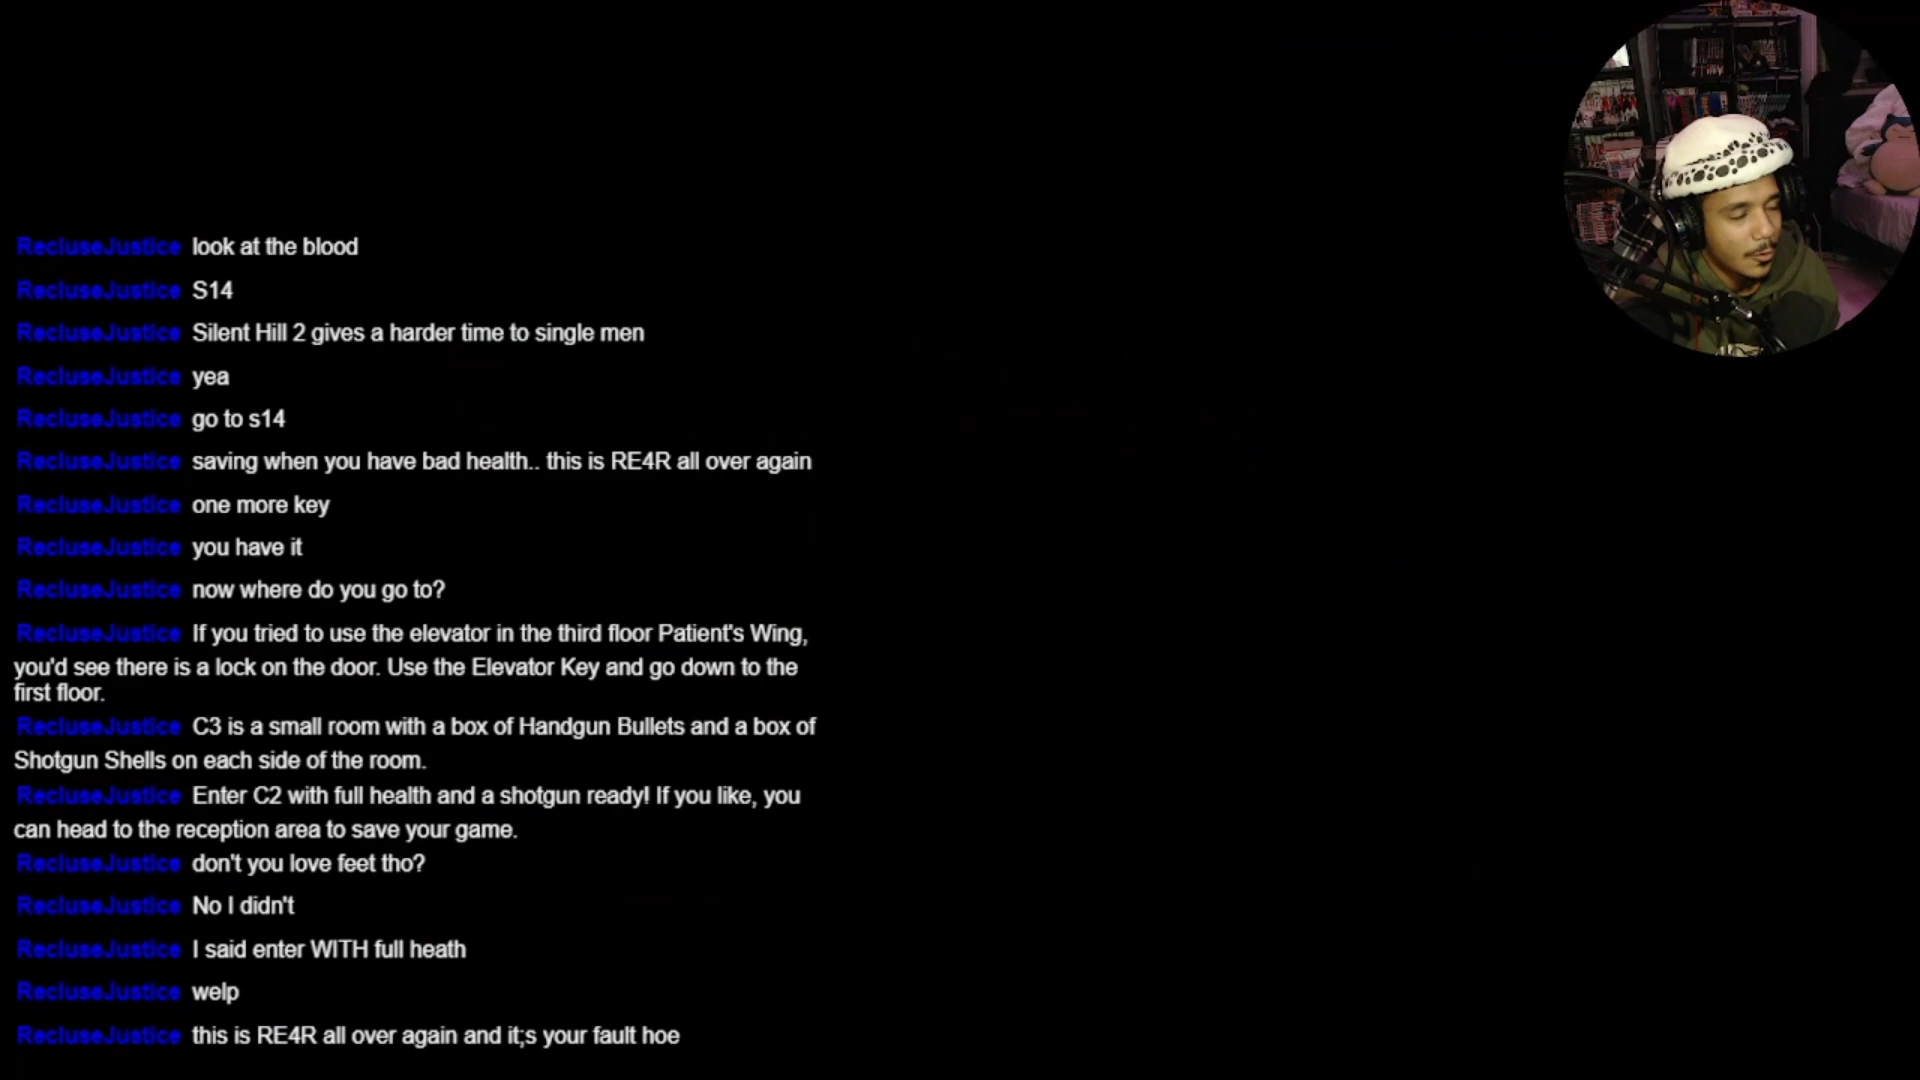 RecluseJustice look at the blood
RecluseJustice S14
RecluseJustice Silent Hill 2 gives a harder time to single men
RecluseJustice yea
RecluseJustice go to s14
RecluseJustice saving when you have bad health.. this is RE4R all over again
RecluseJustice one more key
RecluseJustice you have it
RecluseJustice now where do you go to?
RecluseJustice If you tried to use the elevator in the third floor Patient's Wing,
you'd see there is a lock on the door. Use the Elevator Key and go down to the
first floor.
RecluseJustice C3 is a small room with a box of Handgun Bullets and a box of
Shotgun Shells on each side of the room.
RecluseJustice Enter C2 with full health and a shotgun ready! If you like, you
can head to the reception area to save your game.
RecluseJustice don't you love feet tho?
RecluseJustice No I didn't
RecluseJustice I said enter WITH full heath
RecluseJustice welp
RecluseJustice this is RE4R all over again and it;s your fault hoe